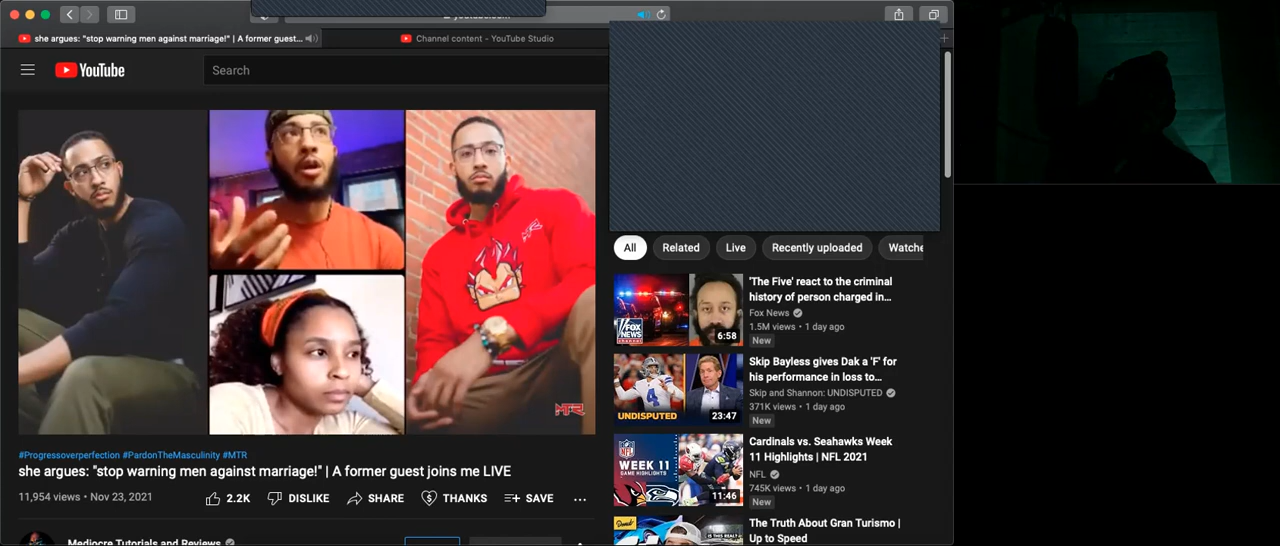 she argues: "stop warning men against marriage!" | A former guest...
Channel content - YouTube Studio
YouTube
Search
MTR
#Progressoverperfection #PardonTheMasculinity #MTR
she argues: "stop warning men against marriage!" | A former guest joins me LIVE
11,954 views • Nov 23, 2021
2.2K
DISLIKE
SHARE
THANKS
SAVE
Mediocre Tutorials and Reviews
All
Related
Live
Recently uploaded
Watche
FOX NEWS channel
6:58
'The Five' react to the criminal
history of person charged in...
Fox News
1.5M views • 1 day ago
New
UNDISPUTED
23:47
Skip Bayless gives Dak a 'F' for
his performance in loss to...
Skip and Shannon: UNDISPUTED
371K views • 1 day ago
New
NFL
WEEK 11
GAME HIGHLIGHTS
11:46
Cardinals vs. Seahawks Week
11 Highlights | NFL 2021
NFL
745K views • 1 day ago
New
Donut
The Truth About Gran Turismo |
Up to Speed